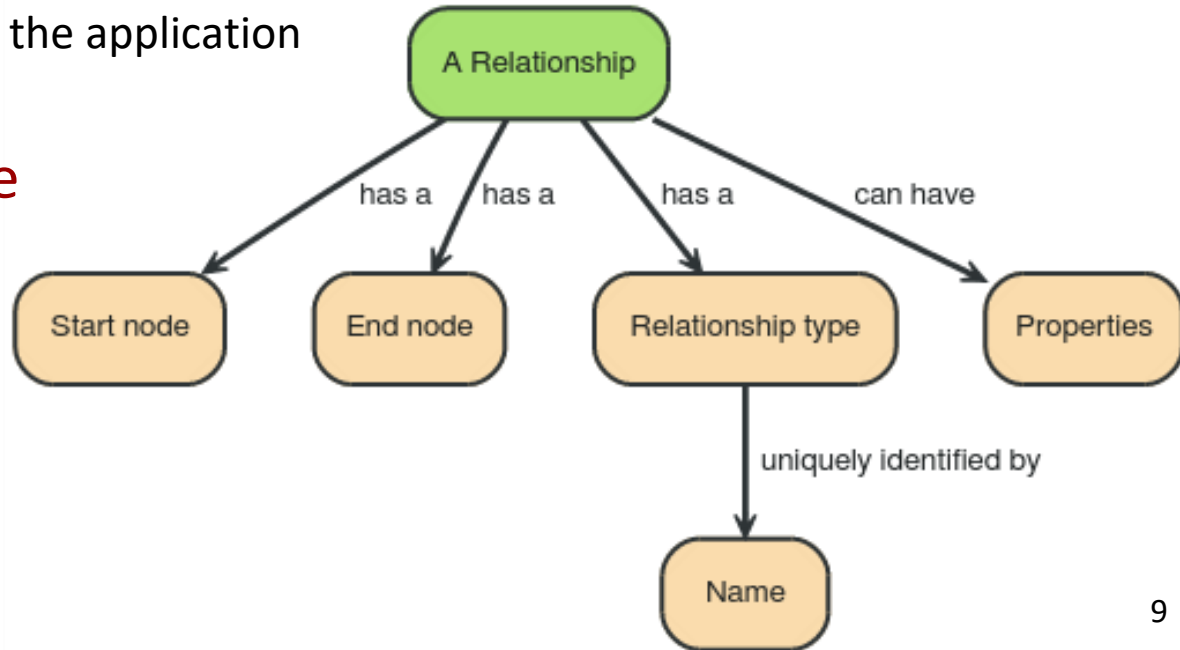 the application
A Relationship
e
has a
has a
has a
can have
Start node
End node
Relationship type
Properties
uniquely identified by
Name
9